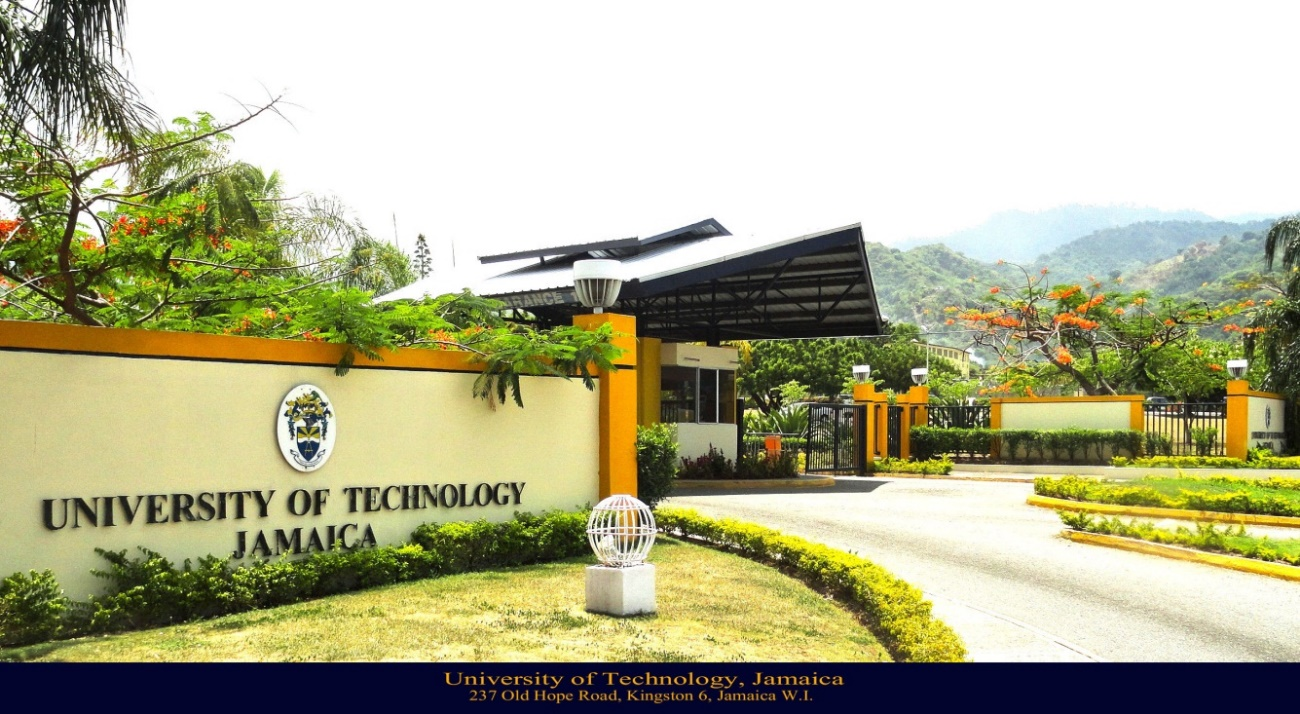 UNIVERSITY OF TECHNOLOGY
JAMAICA
University of Technology, Jamaica
237 Old Hope Road, Kingston 6, Jamaica W.I.